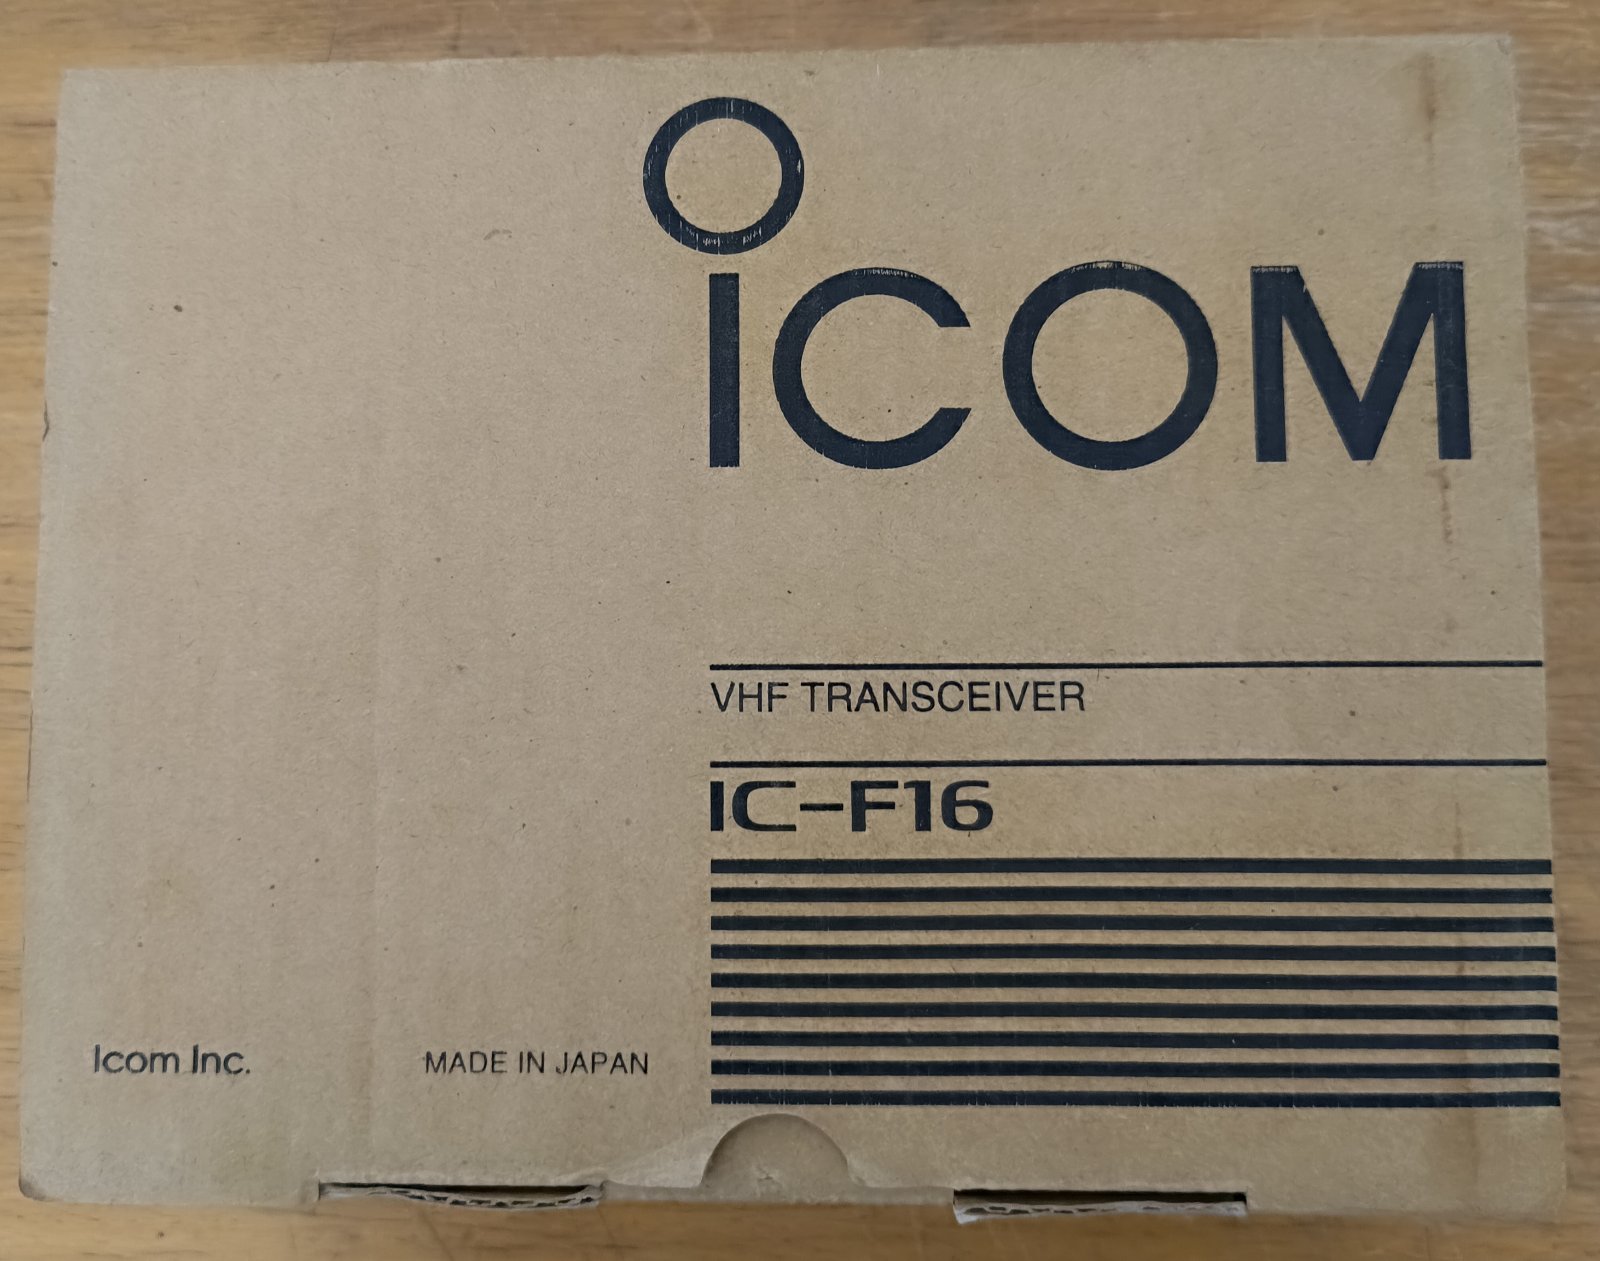 ICOM
VHF TRANSCEIVER
IC-F16
Icom Inc.
MADE IN JAPAN